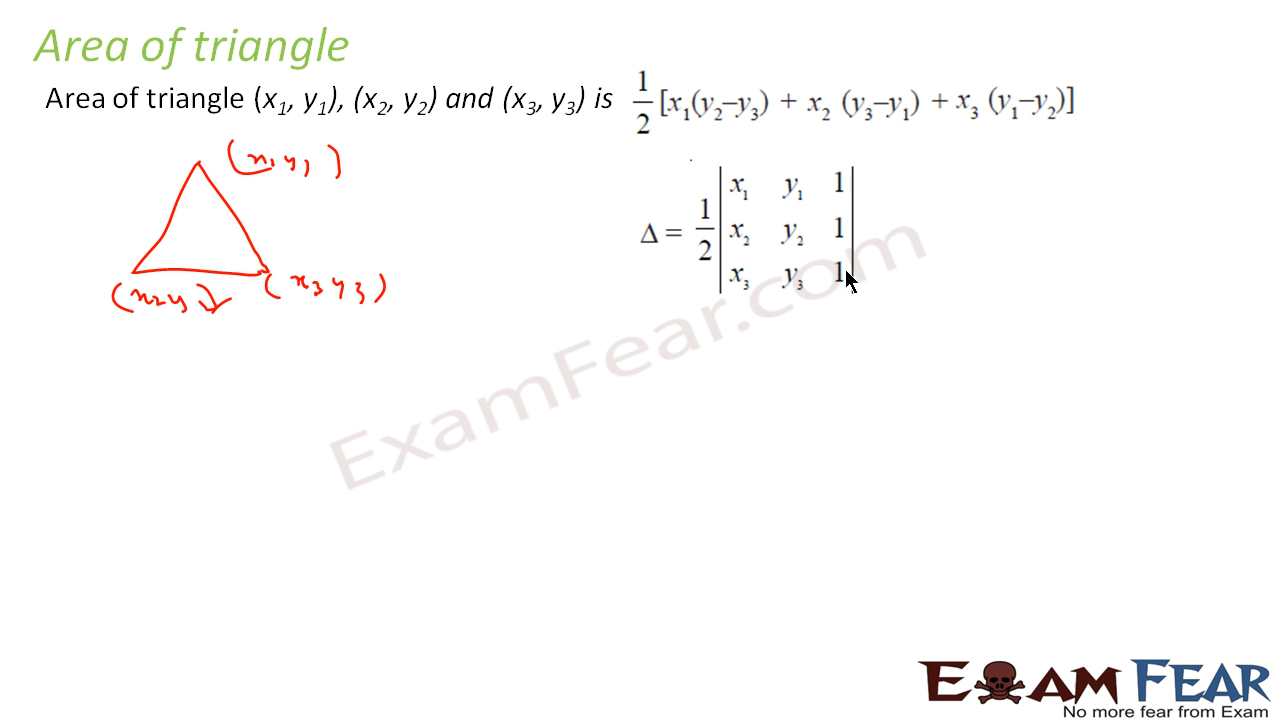 Area of triangle
Area of triangle (x₁, y₁), (x₂, y₂) and (x₃, y₃) is 1/2 [x₁(y₂–y₃) + x₂ (y₃–y₁) + x₃ (y₁–y₂)]
(x₁ y₁)
Δ = 1/2 | x₁ y₁ 1 |
| x₂ y₂ 1 |
| x₃ y₃ 1 |
(x₂ y₂)
(x₃ y₃)
ExamFear.com
EXAM FEAR
No more fear from Exam